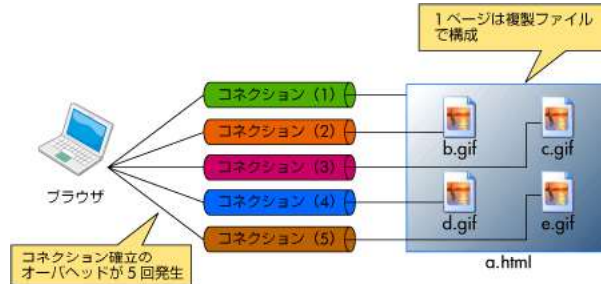 1ページは複製ファイル
で構成
コネクション（1）
コネクション（2）
コネクション（3）
コネクション（4）
コネクション（5）
b.gif
c.gif
d.gif
e.gif
a.html
ブラウザ
コネクション確立の
オーバヘッドが5回発生